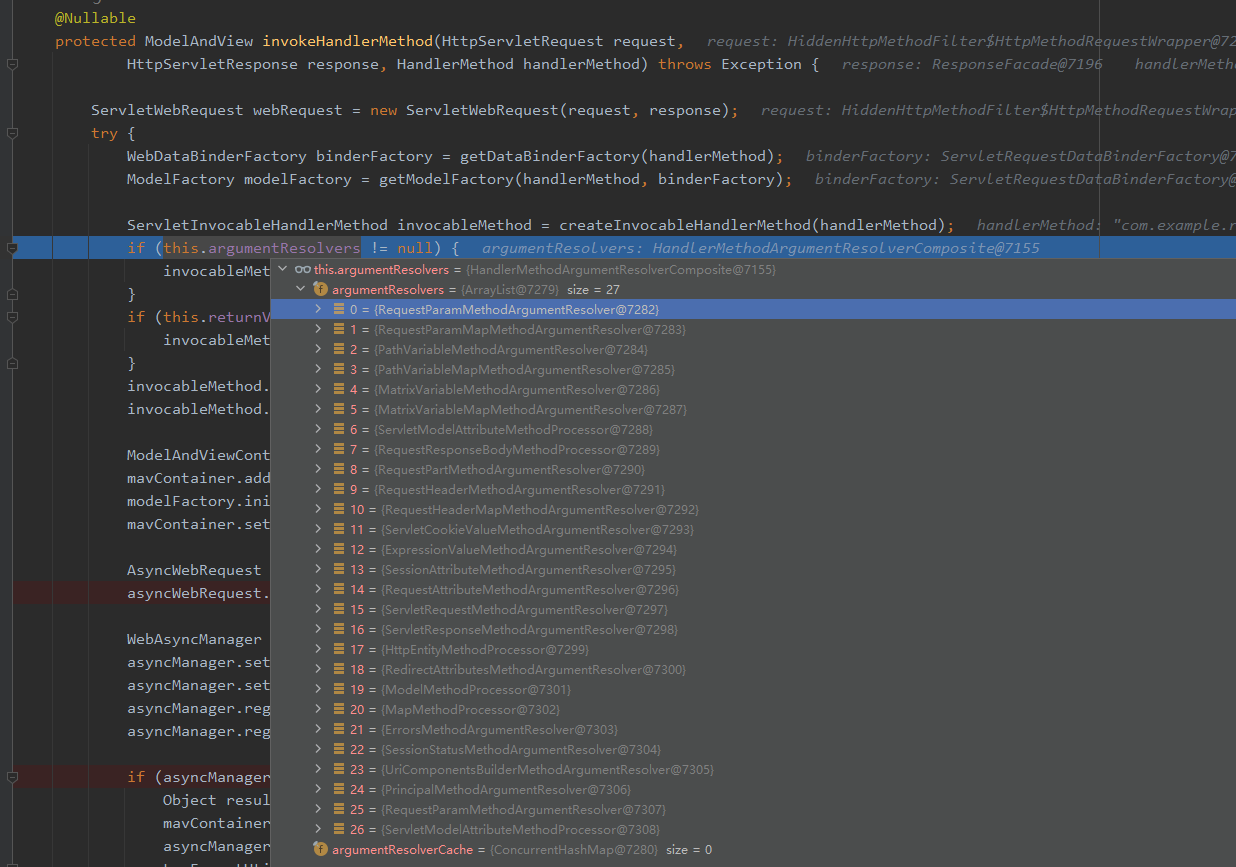 @Nullable
protected ModelAndView invokeHandlerMethod(HttpServletRequest request, request: HiddenHttpMethodFilter$HttpMethodRequestWrapper@72
HttpServletResponse response, HandlerMethod handlerMethod) throws Exception { response: ResponseFacade@7196 handlerMeth
ServletWebRequest webRequest = new ServletWebRequest(request, response); request: HiddenHttpMethodFilter$HttpMethodRequestWrap
try {
WebDataBinderFactory binderFactory = getDataBinderFactory(handlerMethod); binderFactory: ServletRequestDataBinderFactory@7
ModelFactory modelFactory = getModelFactory(handlerMethod, binderFactory); binderFactory: ServletRequestDataBinderFactory@
ServletInvocableHandlerMethod invocableMethod = createInvocableHandlerMethod(handlerMethod); handlerMethod: "com.example.r
if (this.argumentResolvers != null) { argumentResolvers: HandlerMethodArgumentResolverComposite@7155
invocableMet
}
if (this.returnV
invocableMet
}
invocableMethod.
invocableMethod.
ModelAndViewCont
mavContainer.add
modelFactory.ini
mavContainer.set
AsyncWebRequest
asyncWebRequest.
WebAsyncManager
asyncManager.set
asyncManager.set
asyncManager.reg
asyncManager.reg
if (asyncManager
Object resul
mavContainer
asyncManager
this.argumentResolvers = {HandlerMethodArgumentResolverComposite@7155}
argumentResolvers = {ArrayList@7279} size = 27
0 = {RequestParamMethodArgumentResolver@7282}
1 = {RequestParamMapMethodArgumentResolver@7283}
2 = {PathVariableMethodArgumentResolver@7284}
3 = {PathVariableMapMethodArgumentResolver@7285}
4 = {MatrixVariableMethodArgumentResolver@7286}
5 = {MatrixVariableMapMethodArgumentResolver@7287}
6 = {ServletModelAttributeMethodProcessor@7288}
7 = {RequestResponseBodyMethodProcessor@7289}
8 = {RequestPartMethodArgumentResolver@7290}
9 = {RequestHeaderMethodArgumentResolver@7291}
10 = {RequestHeaderMapMethodArgumentResolver@7292}
11 = {ServletCookieValueMethodArgumentResolver@7293}
12 = {ExpressionValueMethodArgumentResolver@7294}
13 = {SessionAttributeMethodArgumentResolver@7295}
14 = {RequestAttributeMethodArgumentResolver@7296}
15 = {ServletRequestMethodArgumentResolver@7297}
16 = {ServletResponseMethodArgumentResolver@7298}
17 = {HttpEntityMethodProcessor@7299}
18 = {RedirectAttributesMethodArgumentResolver@7300}
19 = {ModelMethodProcessor@7301}
20 = {MapMethodProcessor@7302}
21 = {ErrorsMethodArgumentResolver@7303}
22 = {SessionStatusMethodArgumentResolver@7304}
23 = {UriComponentsBuilderMethodArgumentResolver@7305}
24 = {PrincipalMethodArgumentResolver@7306}
25 = {RequestParamMethodArgumentResolver@7307}
26 = {ServletModelAttributeMethodProcessor@7308}
argumentResolverCache = {ConcurrentHashMap@7280} size = 0